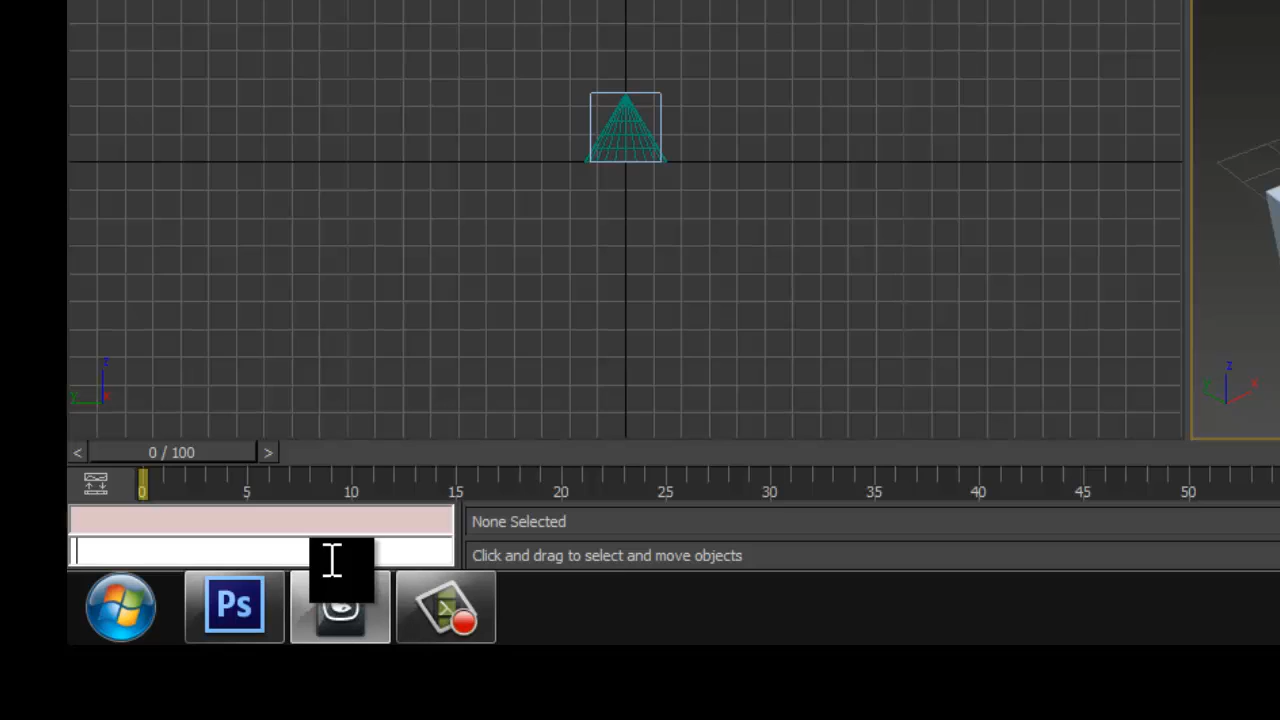 z
y x
z
y x
< 0 / 100 >
0 5 10 15 20 25 30 35 40 45 50
None Selected
Click and drag to select and move objects
Ps